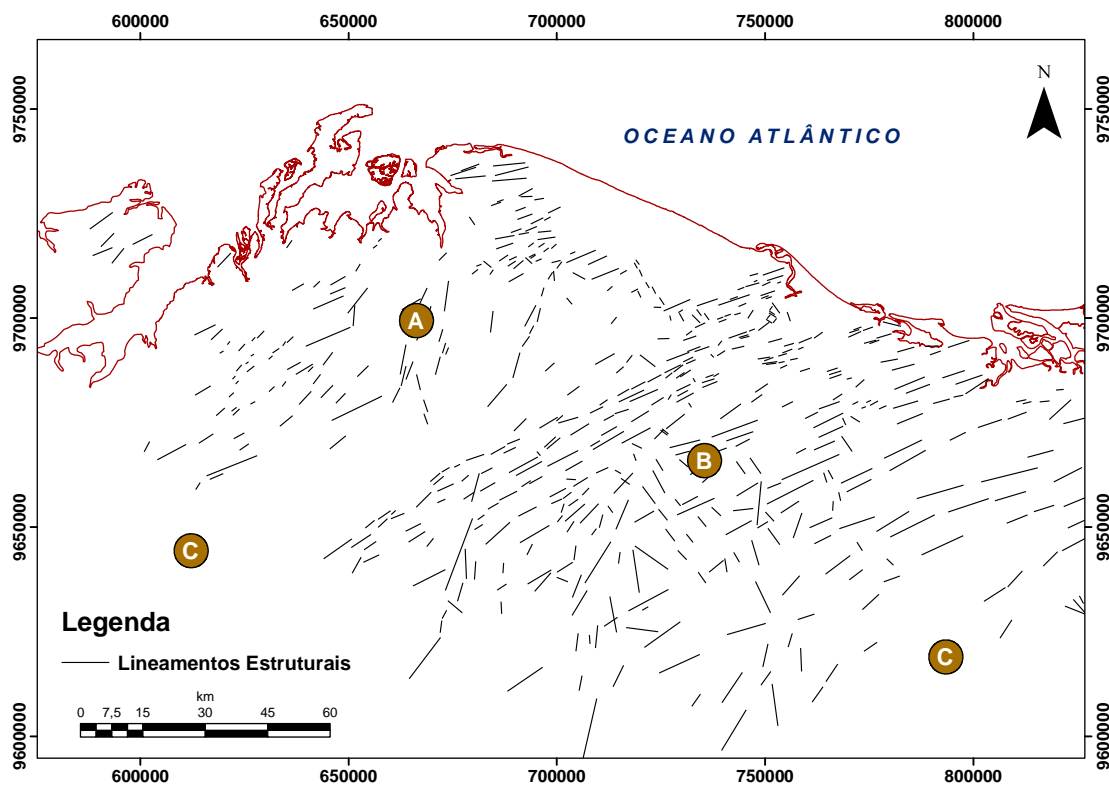 600000 650000 700000 750000 800000
9750000 9750000
N
OCEANO ATLÂNTICO
9700000 A 9700000
B
9650000 C 9650000
Legenda
Lineamentos Estruturais
C
km
0 7,5 15 30 45 60
9600000 9600000
600000 650000 700000 750000 800000